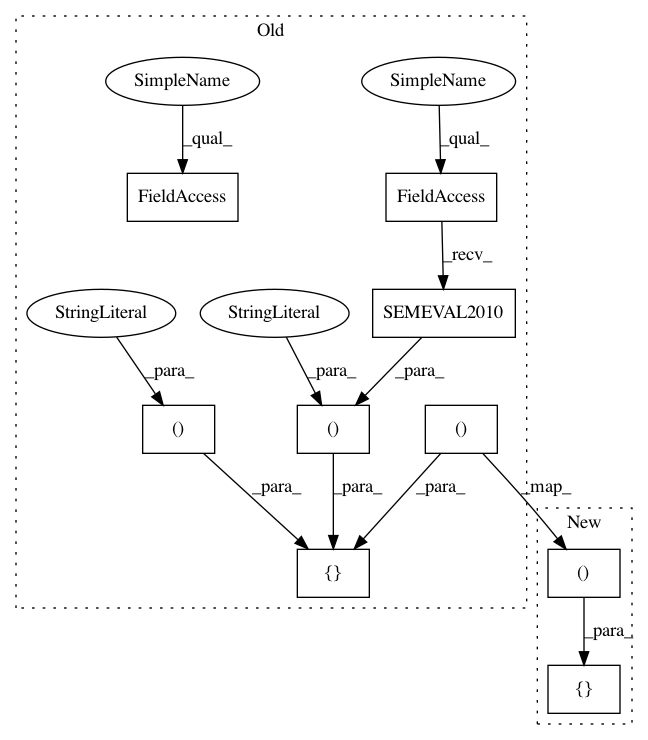 Old
SimpleName
SimpleName
_qual_
_qual_
FieldAccess
FieldAccess
_recv_
StringLiteral
StringLiteral
SEMEVAL2010
_para_
_para_
_para_
()
()
()
_para_
_para_
_para_
_map_
New
{}
()
_para_
{}